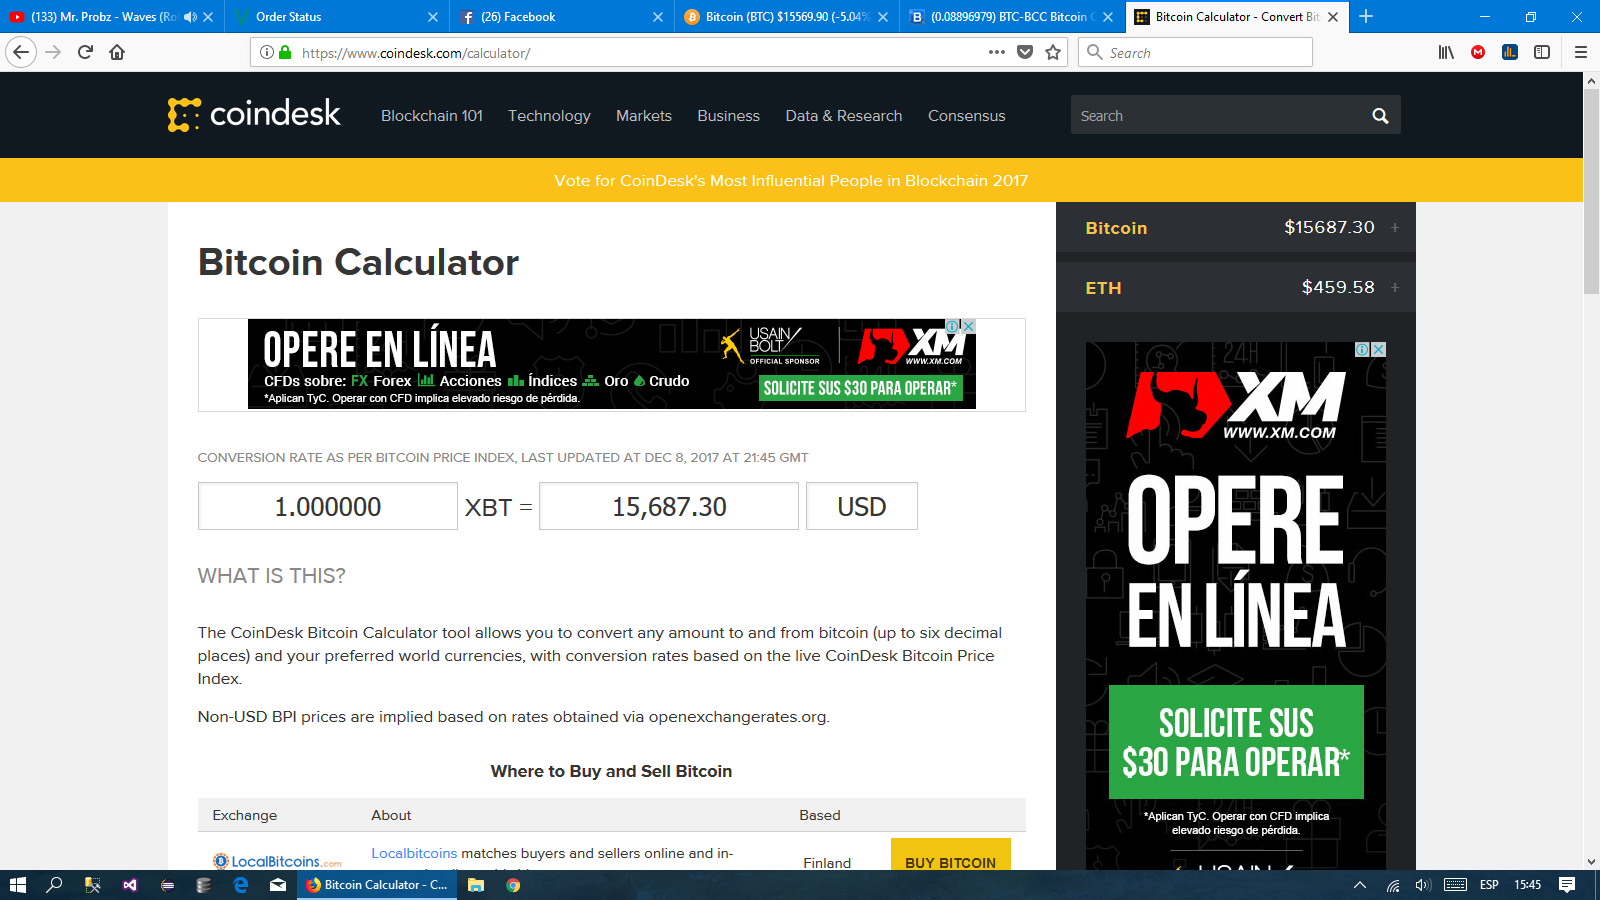 (133) Mr. Probz - Waves (Ro
Order Status
(26) Facebook
Bitcoin (BTC) $15569.90 (-5.04%
(0.08896979) BTC-BCC Bitcoin
Bitcoin Calculator - Convert Bit
https://www.coindesk.com/calculator/
Search
coindesk
Blockchain 101
Technology
Markets
Business
Data & Research
Consensus
Search
Vote for CoinDesk's Most Influential People in Blockchain 2017
Bitcoin $15687.30 +
ETH $459.58 +
Bitcoin Calculator
OPERE EN LÍNEA
CFDs sobre: FX Forex Acciones Índices Oro Crudo
*Aplican TyC. Operar con CFD implica elevado riesgo de pérdida.
USAIN BOLT
OFFICIAL SPONSOR
XM
WWW.XM.COM
SOLICITE SUS $30 PARA OPERAR*
CONVERSION RATE AS PER BITCOIN PRICE INDEX, LAST UPDATED AT DEC 8, 2017 AT 21:45 GMT
1.000000 XBT = 15,687.30 USD
WHAT IS THIS?
The CoinDesk Bitcoin Calculator tool allows you to convert any amount to and from bitcoin (up to six decimal
places) and your preferred world currencies, with conversion rates based on the live CoinDesk Bitcoin Price
Index.
Non-USD BPI prices are implied based on rates obtained via openexchangerates.org.
Where to Buy and Sell Bitcoin
Exchange About Based
LocalBitcoins.com
Localbitcoins matches buyers and sellers online and in-
Finland
BUY BITCOIN
XM
WWW.XM.COM
OPERE
EN LÍNEA
SOLICITE SUS
$30 PARA OPERAR*
*Aplican TyC. Operar con CFD implica
elevado riesgo de pérdida.
Bitcoin Calculator - C...
ESP
15:45